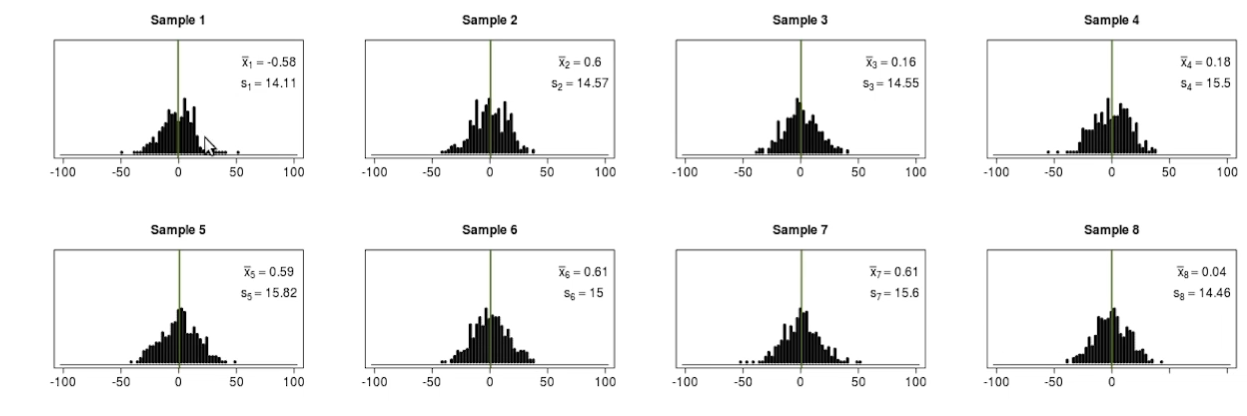 Sample 1 Sample 2 Sample 3 Sample 4
x̄1 = -0.58 x̄2 = 0.6 x̄3 = 0.16 x̄4 = 0.18
s1 = 14.11 s2 = 14.57 s3 = 14.55 s4 = 15.5
-100 -50 0 50 100 -100 -50 0 50 100 -100 -50 0 50 100 -100 -50 0 50 100
Sample 5 Sample 6 Sample 7 Sample 8
x̄5 = 0.59 x̄6 = 0.61 x̄7 = 0.61 x̄8 = 0.04
s5 = 15.82 s6 = 15 s7 = 15.6 s8 = 14.46
-100 -50 0 50 100 -100 -50 0 50 100 -100 -50 0 50 100 -100 -50 0